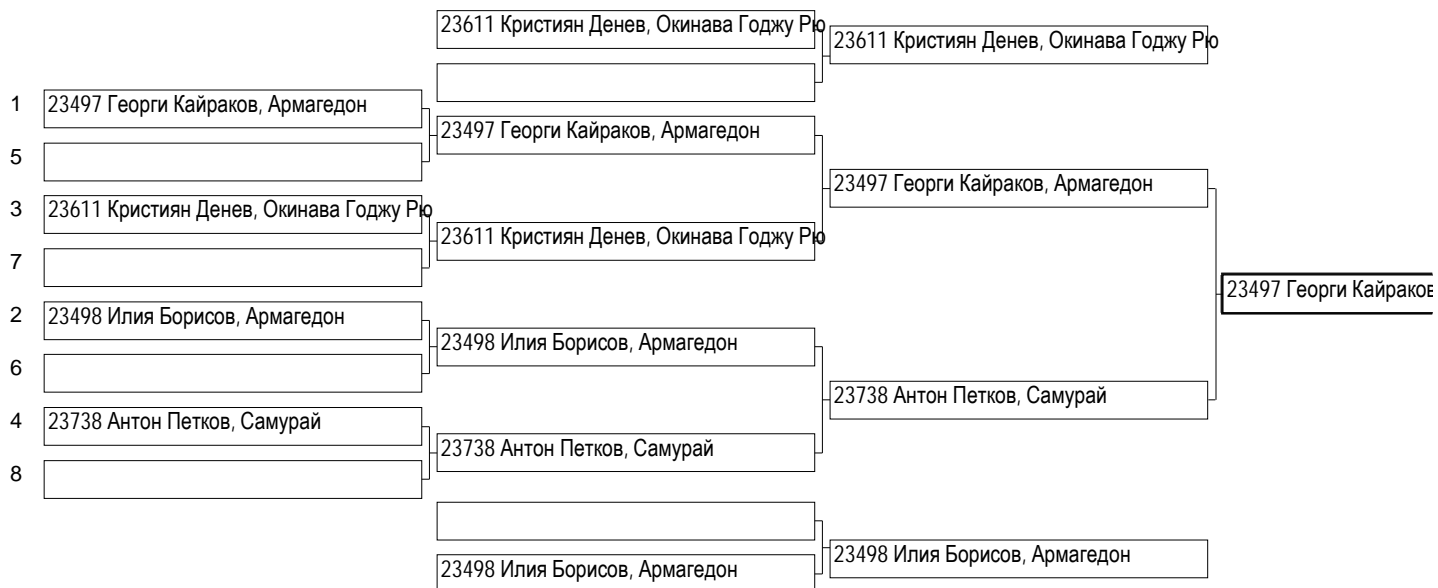 23611 Кристиян Денев, Окинава Годжу Рю
23611 Кристиян Денев, Окинава Годжу Рю
1 23497 Георги Кайраков, Армагедон
23497 Георги Кайраков, Армагедон
5
23497 Георги Кайраков, Армагедон
3 23611 Кристиян Денев, Окинава Годжу Рю
23611 Кристиян Денев, Окинава Годжу Рю
7
23497 Георги Кайраков
2 23498 Илия Борисов, Армагедон
23498 Илия Борисов, Армагедон
6
23738 Антон Петков, Самурай
4 23738 Антон Петков, Самурай
23738 Антон Петков, Самурай
8
23498 Илия Борисов, Армагедон
23498 Илия Борисов, Армагедон